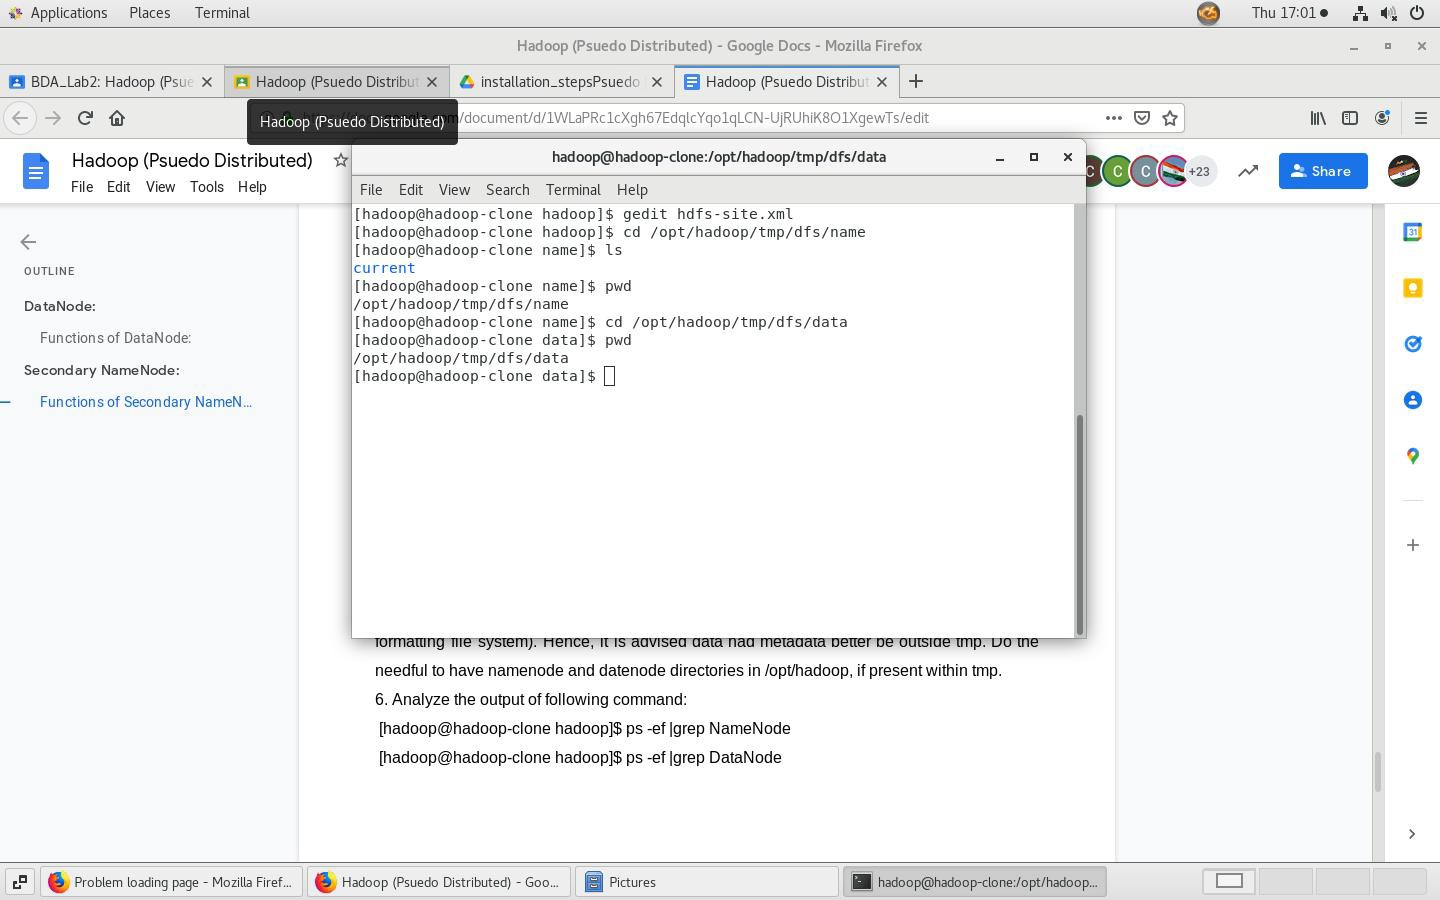 Applications Places Terminal Thu 17:01
Hadoop (Psuedo Distributed) - Google Docs - Mozilla Firefox
BDA_Lab2: Hadoop (Psue Hadoop (Psuedo Distribut installation_stepsPsuedo Hadoop (Psuedo Distribut
Hadoop (Psuedo Distributed)
/document/d/1WLaPRc1cXgh67EdqlcYqo1qLCN-UjRUhiK8O1XgewTs/edit
Hadoop (Psuedo Distributed)
File Edit View Tools Help
C C C +23 Share
hadoop@hadoop-clone:/opt/hadoop/tmp/dfs/data
File Edit View Search Terminal Help
[hadoop@hadoop-clone hadoop]$ gedit hdfs-site.xml
[hadoop@hadoop-clone hadoop]$ cd /opt/hadoop/tmp/dfs/name
[hadoop@hadoop-clone name]$ ls
current
[hadoop@hadoop-clone name]$ pwd
/opt/hadoop/tmp/dfs/name
[hadoop@hadoop-clone name]$ cd /opt/hadoop/tmp/dfs/data
[hadoop@hadoop-clone data]$ pwd
/opt/hadoop/tmp/dfs/data
[hadoop@hadoop-clone data]$
OUTLINE
DataNode:
Functions of DataNode:
Secondary NameNode:
Functions of Secondary NameN...
31
formatting file system). Hence, it is advised data had metadata better be outside tmp. Do the
needful to have namenode and datenode directories in /opt/hadoop, if present within tmp.
6. Analyze the output of following command:
[hadoop@hadoop-clone hadoop]$ ps -ef |grep NameNode
[hadoop@hadoop-clone hadoop]$ ps -ef |grep DataNode
Problem loading page - Mozilla Firef... Hadoop (Psuedo Distributed) - Goo... Pictures hadoop@hadoop-clone:/opt/hadoop...